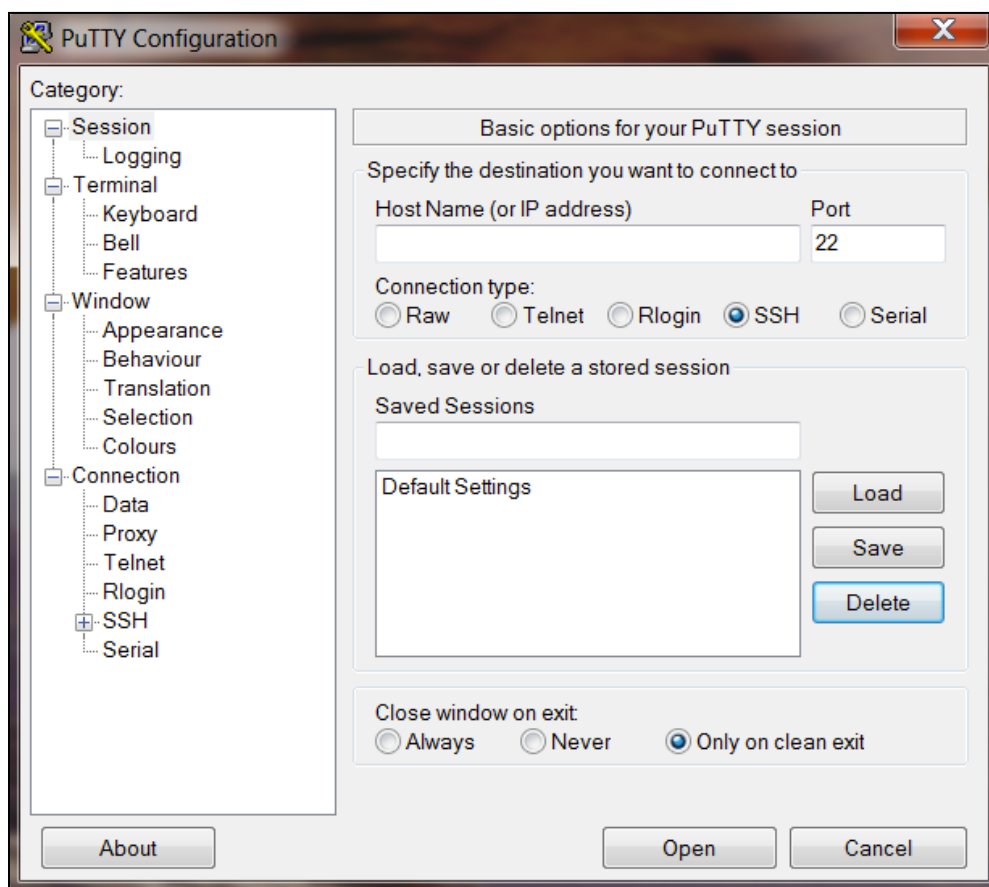 PuTTY Configuration
X
Category:
Session
Logging
Terminal
Keyboard
Bell
Features
Window
Appearance
Behaviour
Translation
Selection
Colours
Connection
Data
Proxy
Telnet
Rlogin
SSH
Serial
Basic options for your PuTTY session
Specify the destination you want to connect to
Host Name (or IP address) Port
22
Connection type:
Raw Telnet Rlogin SSH Serial
Load, save or delete a stored session
Saved Sessions
Default Settings
Load
Save
Delete
Close window on exit:
Always Never Only on clean exit
About Open Cancel